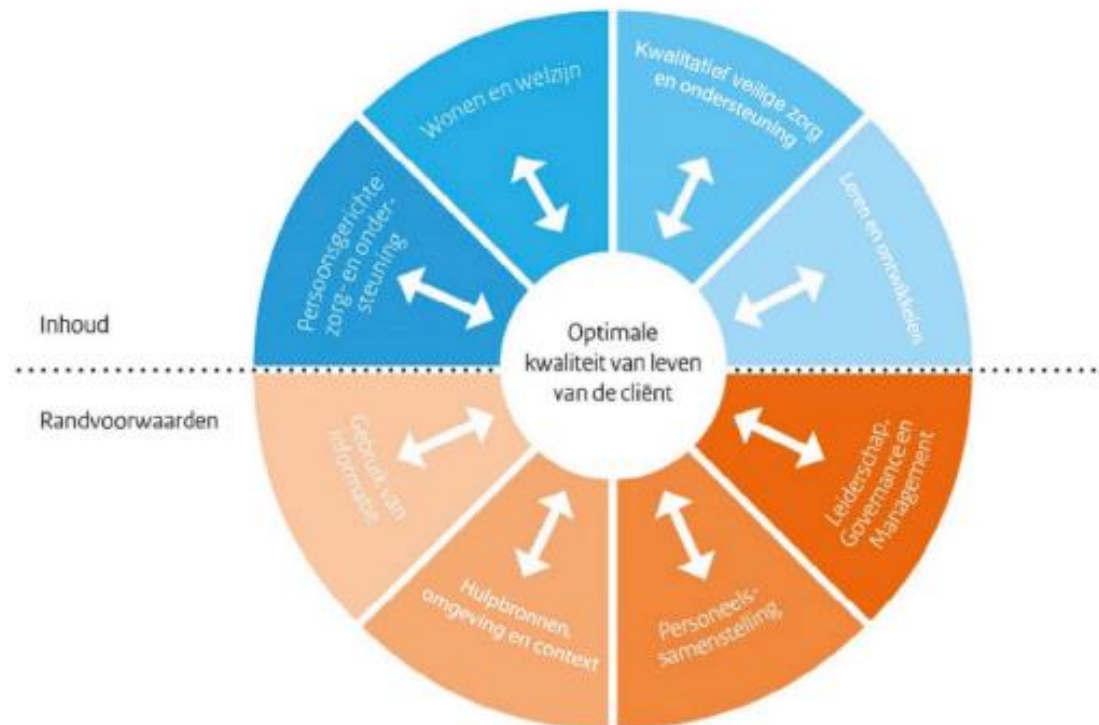 Wonen en welzijn
Kwalitatief veilige zorg
en ondersteuning
Persoonsgerichte
zorg- en onder-
steuning
Leren en ontwikkelen
Inhoud
Optimale
kwaliteit van leven
van de cliënt
Randvoorwaarden
Gebruik van
informatie
Leiderschap,
Governance en
Management
Hulpbronnen,
omgeving en context
Personeels-
samenstelling